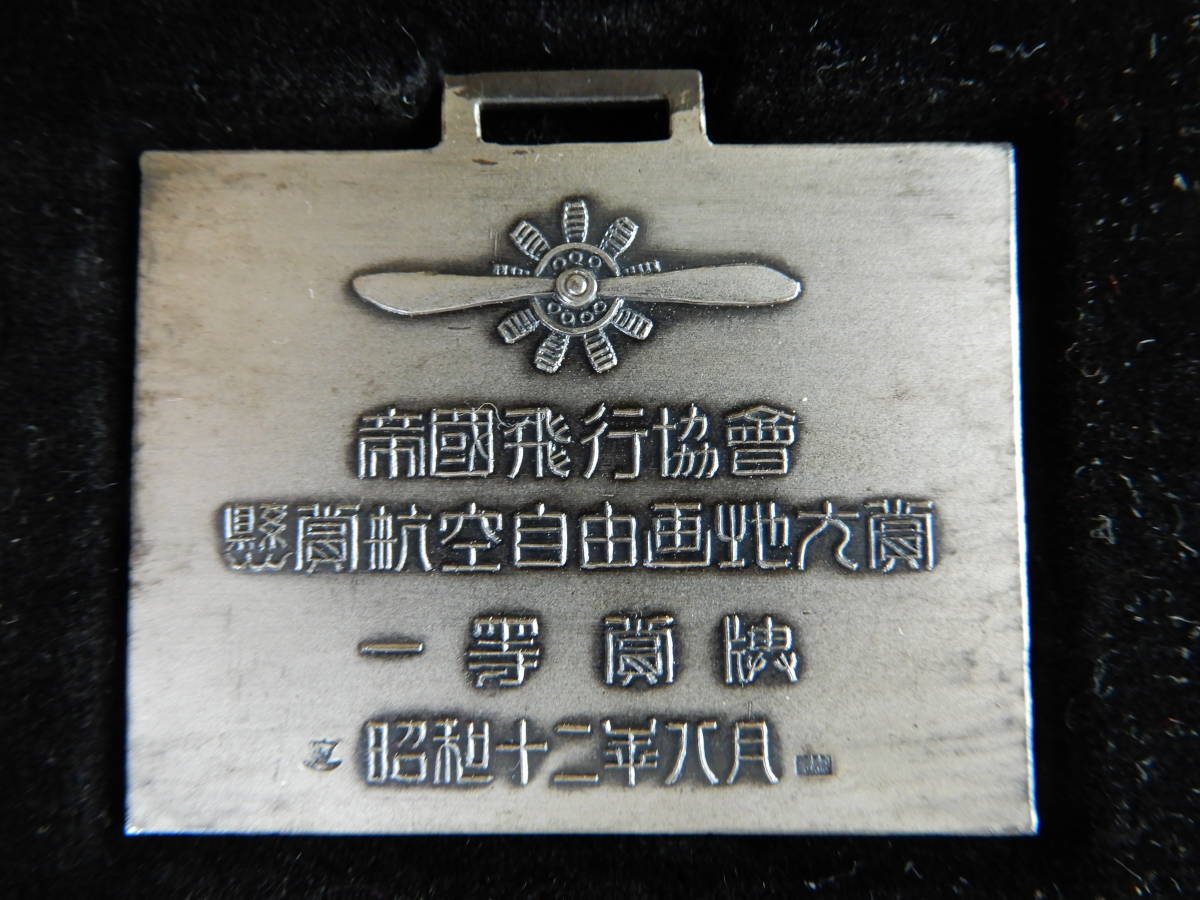 帝國飛行協會
懸賞航空自由画地方賞
一等賞牌
昭和十二年八月